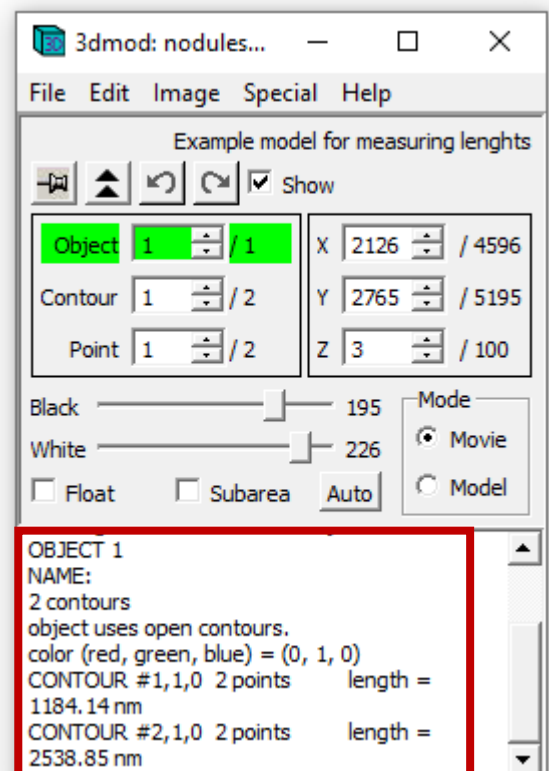 3D 3dmod: nodules...
File Edit Image Special Help
Example model for measuring lenghts
Show
Object 1 / 1 X 2126 / 4596
Contour 1 / 2 Y 2765 / 5195
Point 1 / 2 Z 3 / 100
Black 195 Mode
White 226 Movie
Float Subarea Auto Model
OBJECT 1
NAME:
2 contours
object uses open contours.
color (red, green, blue) = (0, 1, 0)
CONTOUR #1,1,0 2 points length =
1184.14 nm
CONTOUR #2,1,0 2 points length =
2538.85 nm